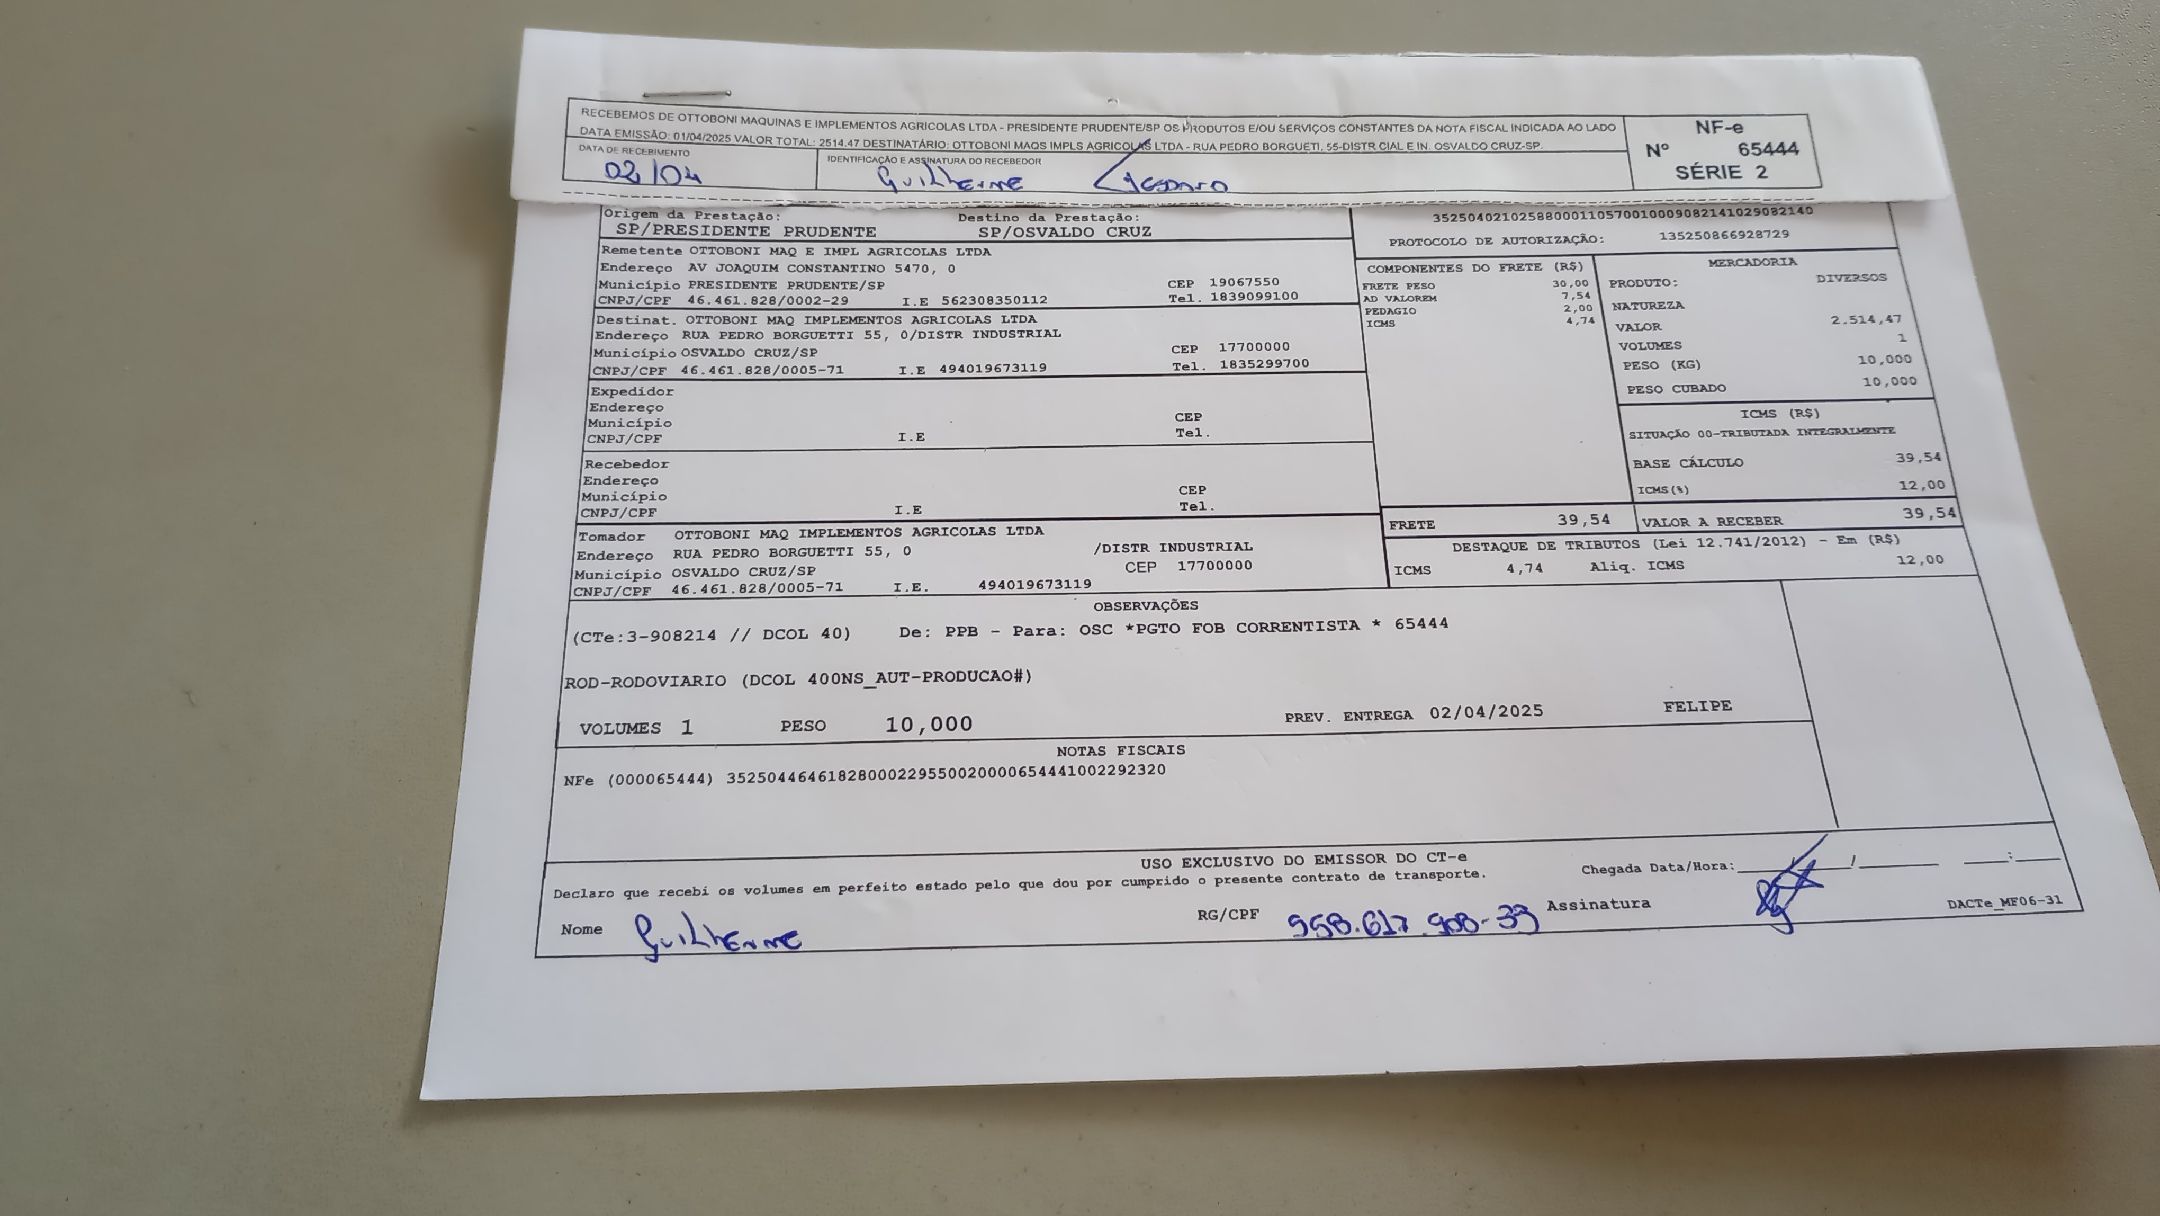 RECEBEMOS DE OTTOBONI MAQUINAS E IMPLEMENTOS AGRICOLAS LTDA - PRESIDENTE PRUDENTE/SP OS PRODUTOS E/OU SERVIÇOS CONSTANTES DA NOTA FISCAL INDICADA AO LADO
DATA EMISSÃO: 01/04/2025 VALOR TOTAL: 2514.47 DESTINATÁRIO: OTTOBONI MAQS IMPLS AGRICOLAS LTDA - RUA PEDRO BORGUETI, 55-DISTR CIAL E IN. OSVALDO CRUZ-SP.
DATA DE RECEBIMENTO
02/04
IDENTIFICAÇÃO E ASSINATURA DO RECEBEDOR
Guilherme
NF-e
Nº 65444
SÉRIE 2
Origem da Prestação: Destino da Prestação:
SP/PRESIDENTE PRUDENTE SP/OSVALDO CRUZ
Remetente OTTOBONI MAQ E IMPL AGRICOLAS LTDA
Endereço AV JOAQUIM CONSTANTINO 5470, 0
Município PRESIDENTE PRUDENTE/SP CEP 19067550
CNPJ/CPF 46.461.828/0002-29 I.E 562308350112 Tel. 1839099100
Destinat. OTTOBONI MAQ IMPLEMENTOS AGRICOLAS LTDA
Endereço RUA PEDRO BORGUETTI 55, 0/DISTR INDUSTRIAL
Município OSVALDO CRUZ/SP CEP 17700000
CNPJ/CPF 46.461.828/0005-71 I.E 494019673119 Tel. 1835299700
Expedidor
Endereço
Município CEP
CNPJ/CPF I.E Tel.
Recebedor
Endereço
Município CEP
CNPJ/CPF I.E Tel.
Tomador OTTOBONI MAQ IMPLEMENTOS AGRICOLAS LTDA
Endereço RUA PEDRO BORGUETTI 55, 0 /DISTR INDUSTRIAL
Município OSVALDO CRUZ/SP CEP 17700000
CNPJ/CPF 46.461.828/0005-71 I.E. 494019673119
35250402102588000110570010009082141029082140
PROTOCOLO DE AUTORIZAÇÃO: 135250866928729
COMPONENTES DO FRETE (R$)
FRETE PESO 30,00
AD VALOREM 7,54
PEDAGIO 2,00
ICMS 4,74
MERCADORIA
PRODUTO: DIVERSOS
NATUREZA
VALOR 2.514,47
VOLUMES 1
PESO (KG) 10,000
PESO CUBADO 10,000
ICMS (R$)
SITUAÇÃO 00-TRIBUTADA INTEGRALMENTE
BASE CÁLCULO 39,54
ICMS(%) 12,00
FRETE 39,54 VALOR A RECEBER 39,54
DESTAQUE DE TRIBUTOS (Lei 12.741/2012) - Em (R$)
ICMS 4,74 Aliq. ICMS 12,00
OBSERVAÇÕES
(CTe:3-908214 // DCOL 40) De: PPB - Para: OSC *PGTO FOB CORRENTISTA * 65444
ROD-RODOVIARIO (DCOL 400NS_AUT-PRODUCAO#)
VOLUMES 1 PESO 10,000 PREV. ENTREGA 02/04/2025 FELIPE
NOTAS FISCAIS
NFe (000065444) 35250446461828000229550020000654441002292320
USO EXCLUSIVO DO EMISSOR DO CT-e
Declaro que recebi os volumes em perfeito estado pelo que dou por cumprido o presente contrato de transporte.
Chegada Data/Hora:________/________ ___:___
Nome Guilherme RG/CPF 958.617.908-39 Assinatura
DACTe_MF06-31